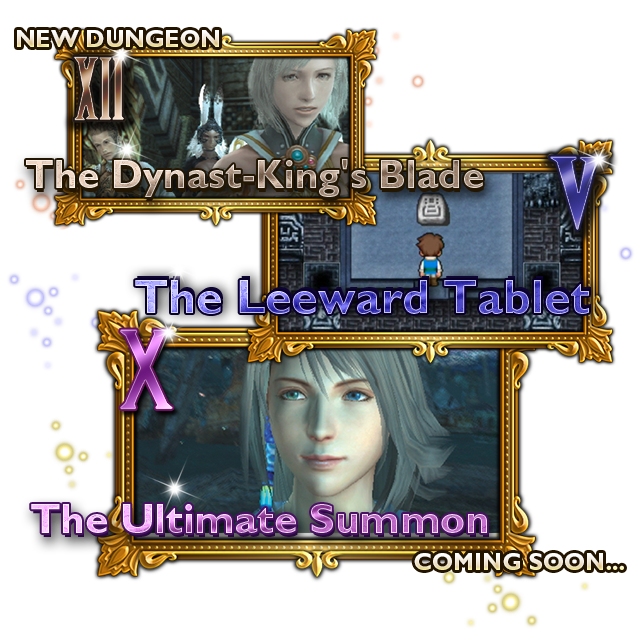 NEW DUNGEON
XII
The Dynast-King's Blade
V
The Leeward Tablet
X
The Ultimate Summon
COMING SOON...